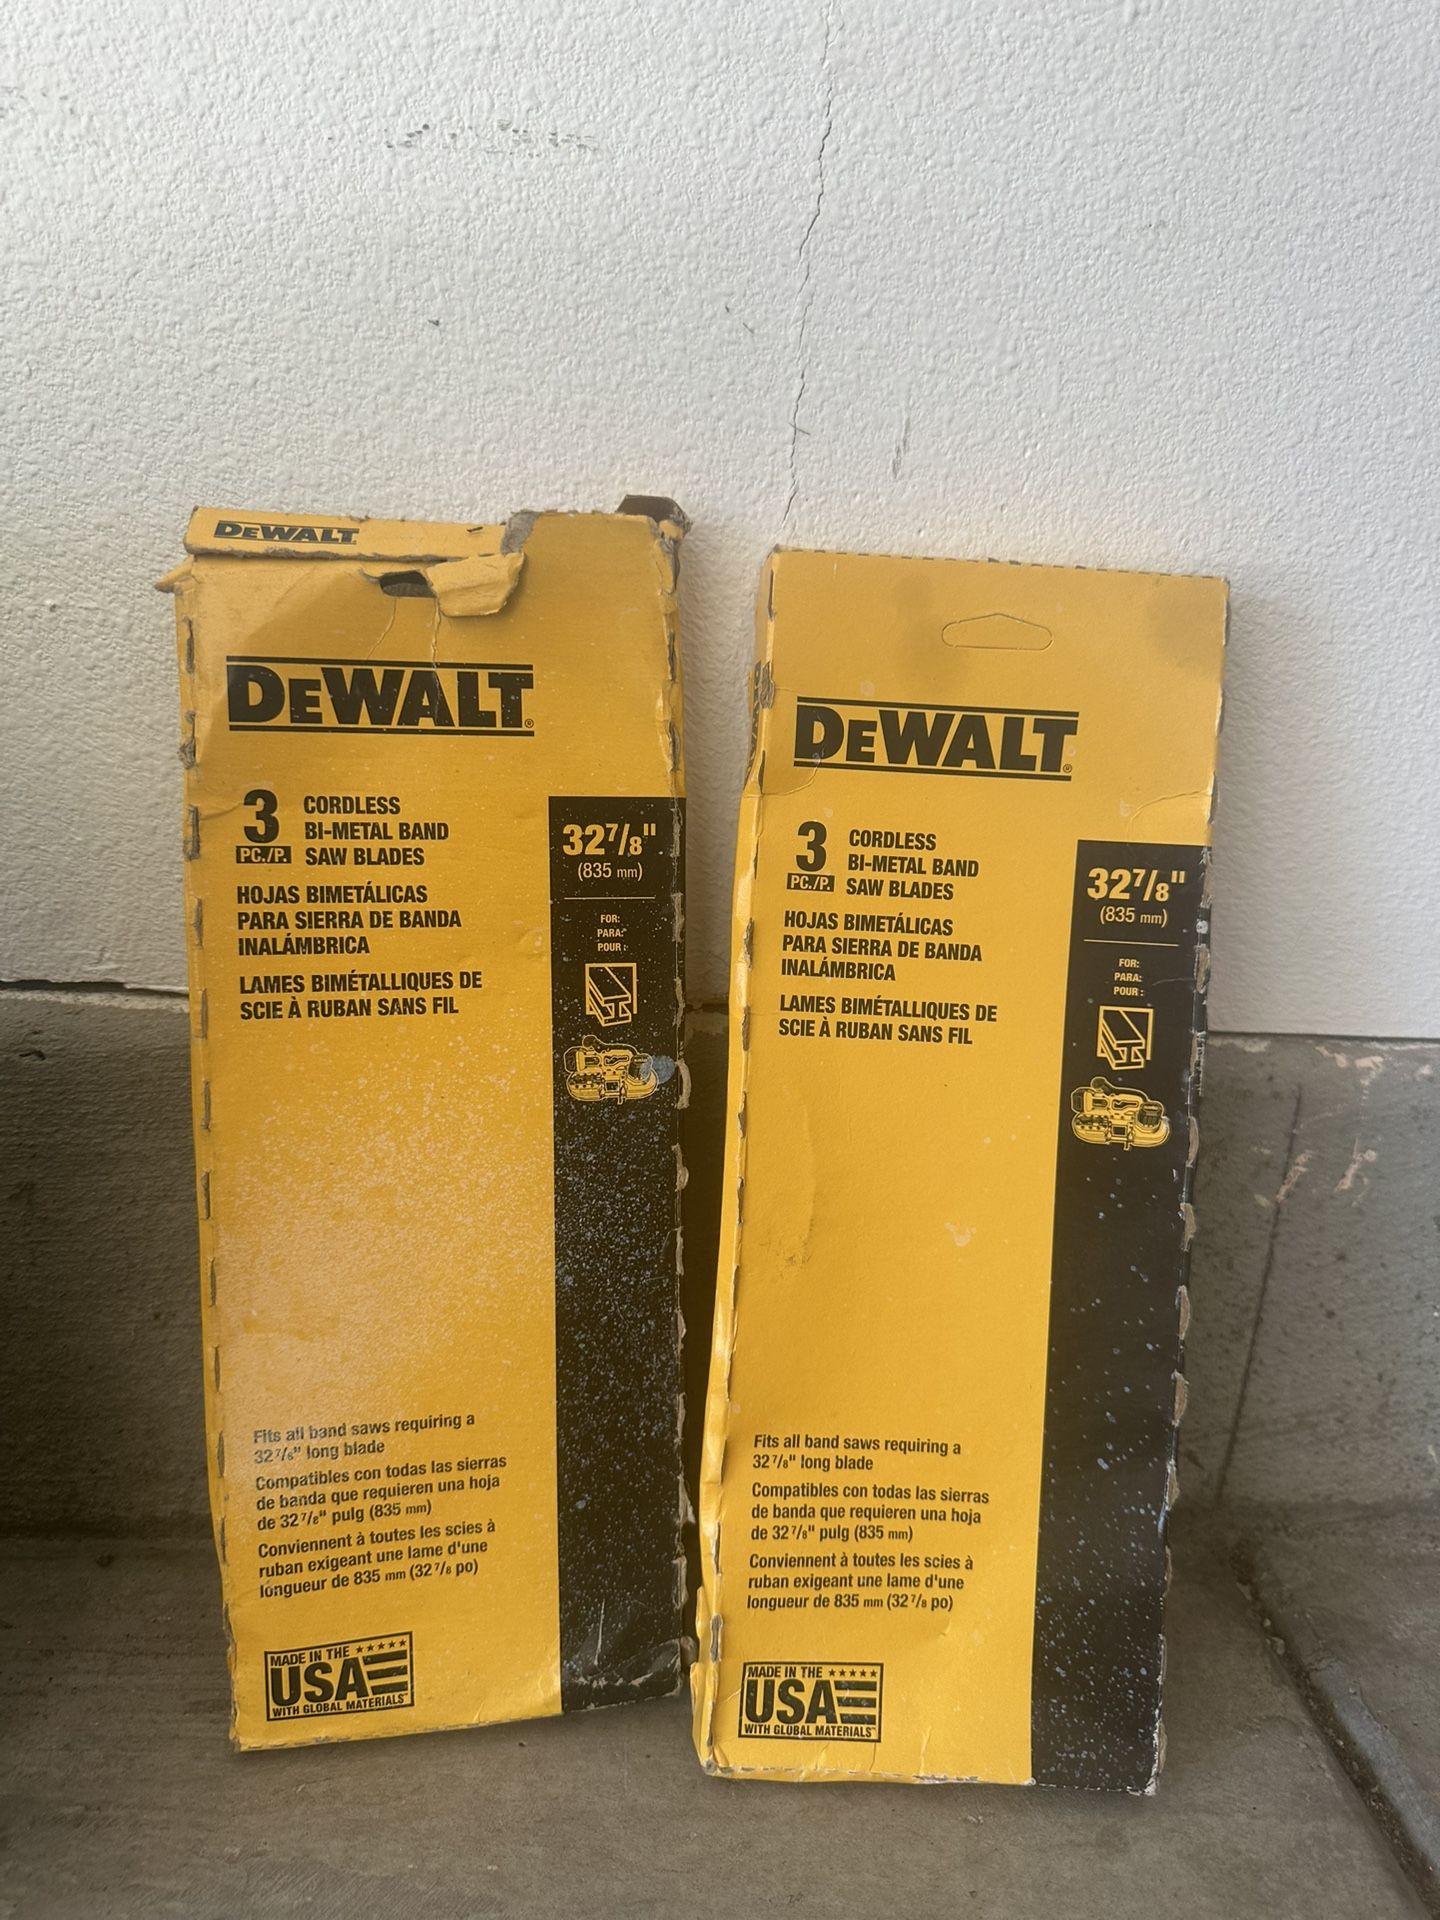 DEWALT
DEWALT®
3 PC./P.
CORDLESS
BI-METAL BAND
SAW BLADES
HOJAS BIMETÁLICAS
PARA SIERRA DE BANDA
INALÁMBRICA
LAMES BIMÉTALLIQUES DE
SCIE À RUBAN SANS FIL
32 7/8"
(835 mm)
FOR:
PARA:
POUR :
Fits all band saws requiring a
32 7/8" long blade
Compatibles con todas las sierras
de banda que requieren una hoja
de 32 7/8" pulg (835 mm)
Conviennent à toutes les scies à
ruban exigeant une lame d'une
longueur de 835 mm (32 7/8 po)
MADE IN THE
USA
WITH GLOBAL MATERIALS™
DEWALT®
3 PC./P.
CORDLESS
BI-METAL BAND
SAW BLADES
HOJAS BIMETÁLICAS
PARA SIERRA DE BANDA
INALÁMBRICA
LAMES BIMÉTALLIQUES DE
SCIE À RUBAN SANS FIL
32 7/8"
(835 mm)
FOR:
PARA:
POUR :
Fits all band saws requiring a
32 7/8" long blade
Compatibles con todas las sierras
de banda que requieren una hoja
de 32 7/8" pulg (835 mm)
Conviennent à toutes les scies à
ruban exigeant une lame d'une
longueur de 835 mm (32 7/8 po)
MADE IN THE
USA
WITH GLOBAL MATERIALS™